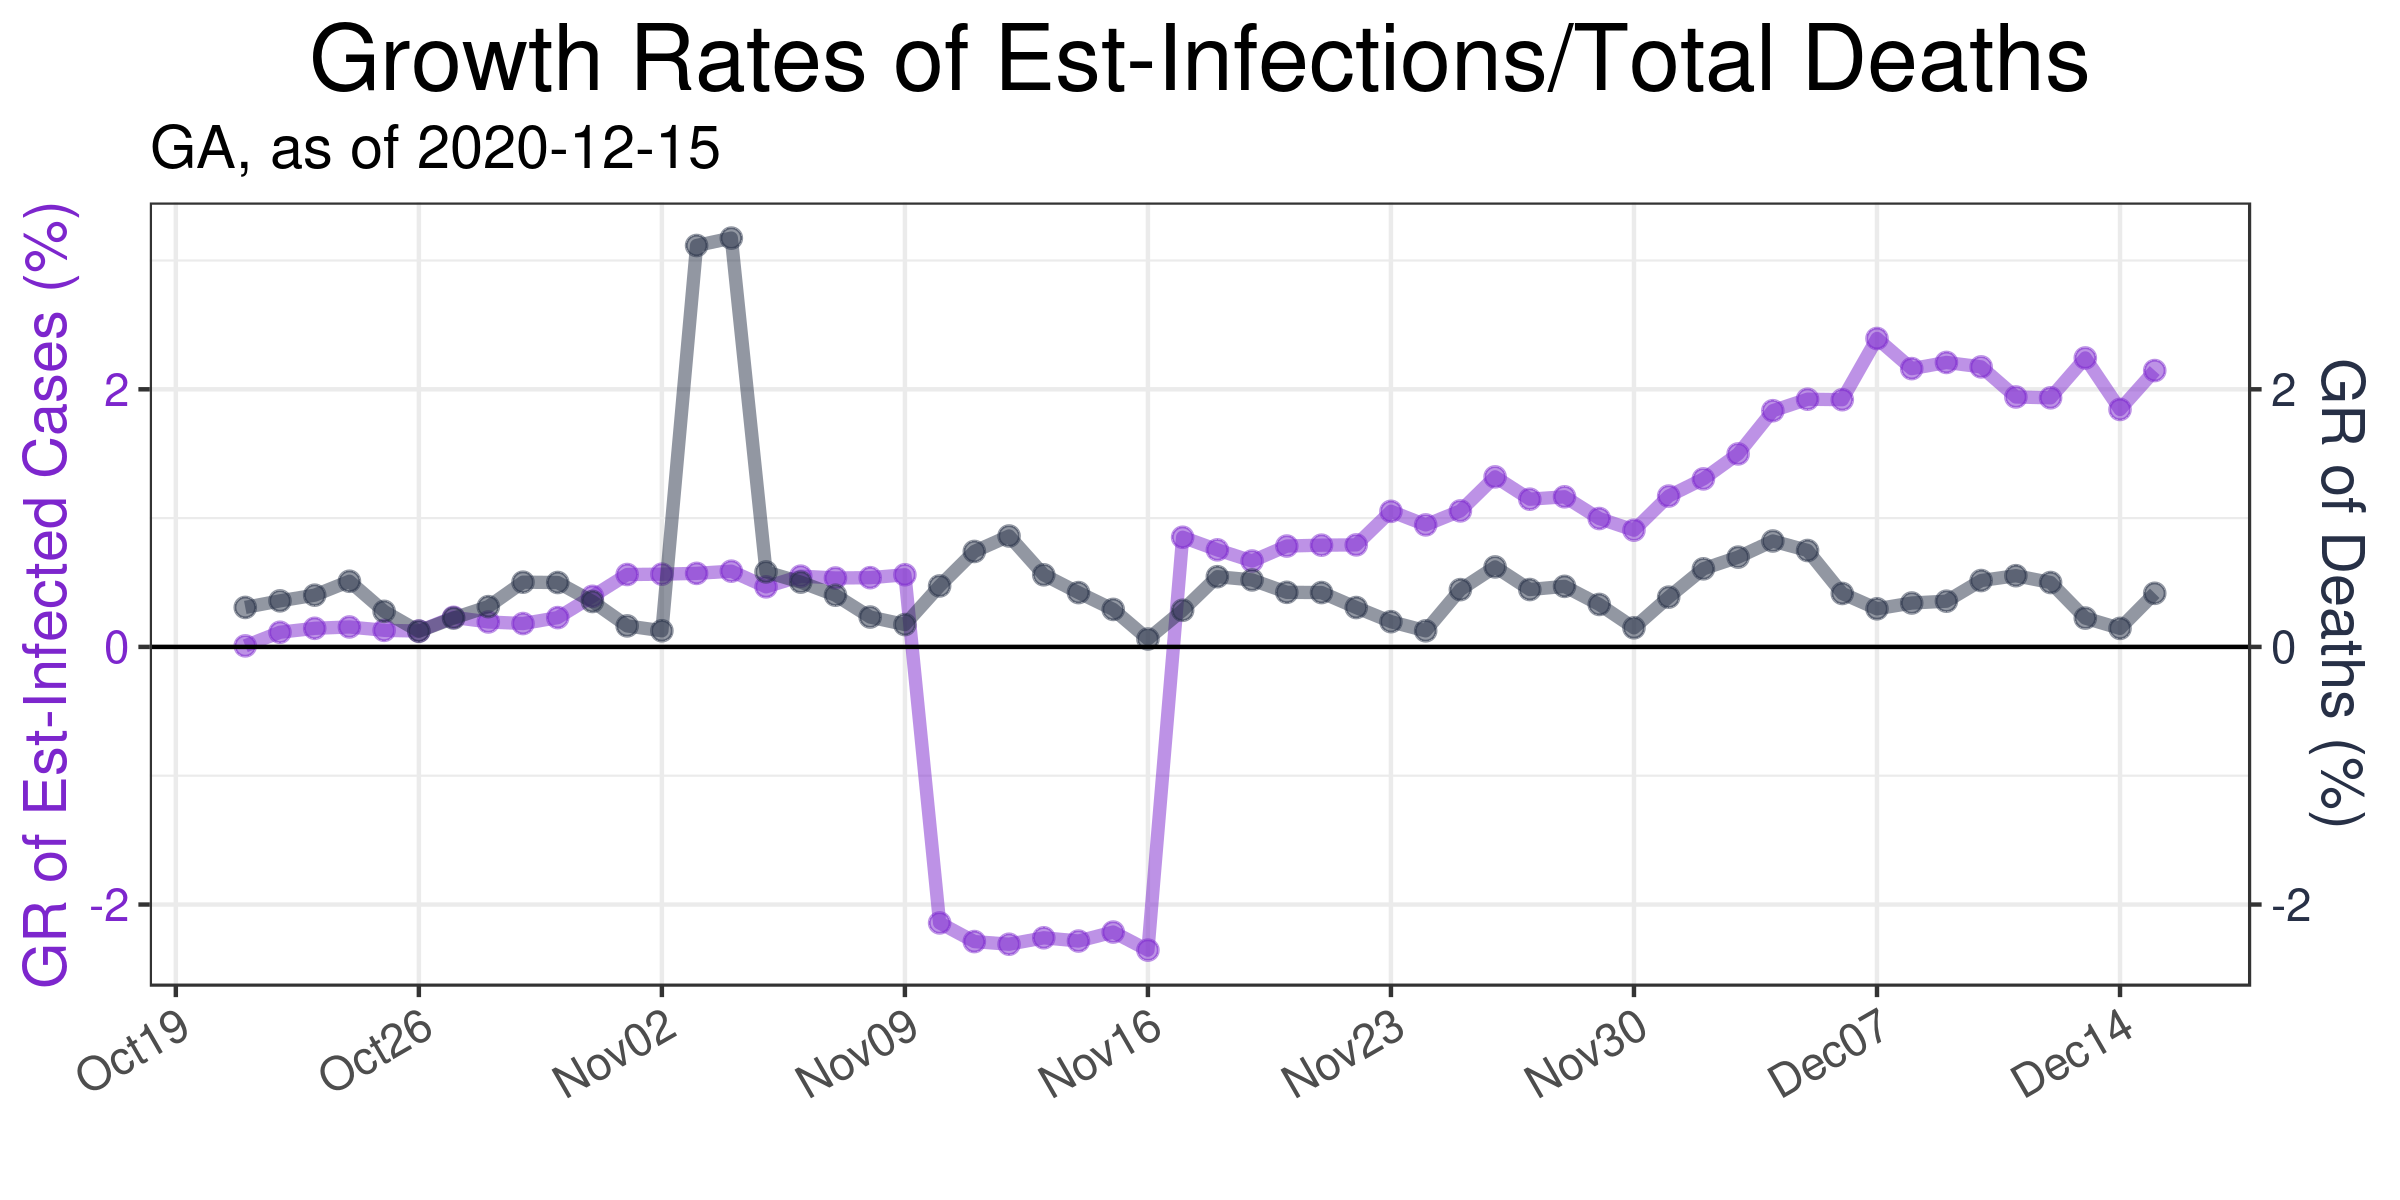 Growth Rates of Est-Infections/Total Deaths
GA, as of 2020-12-15
GR of Est-Infected Cases (%)
2
0
-2
2
0
-2
GR of Deaths (%)
Oct19
Oct26
Nov02
Nov09
Nov16
Nov23
Nov30
Dec07
Dec14